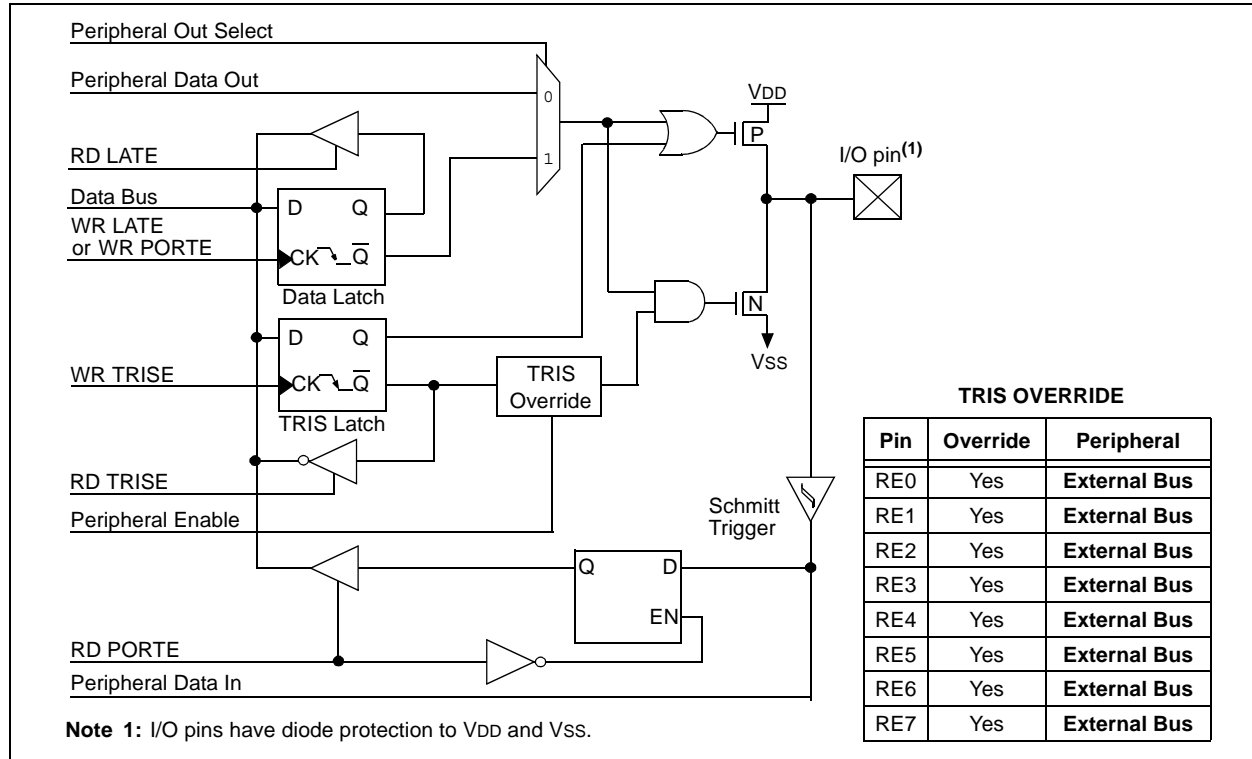 Peripheral Out Select
Peripheral Data Out
0
1
VDD
P
I/O pin(1)
RD LATE
Data Bus
D Q
WR LATE
or WR PORTE
CK Q̅
Data Latch
N
VSS
D Q
WR TRISE
CK Q̅
TRIS Latch
TRIS
Override
RD TRISE
Peripheral Enable
Schmitt
Trigger
Q D
EN
RD PORTE
Peripheral Data In
Note 1: I/O pins have diode protection to VDD and VSS.
TRIS OVERRIDE
Pin Override Peripheral
RE0 Yes External Bus
RE1 Yes External Bus
RE2 Yes External Bus
RE3 Yes External Bus
RE4 Yes External Bus
RE5 Yes External Bus
RE6 Yes External Bus
RE7 Yes External Bus